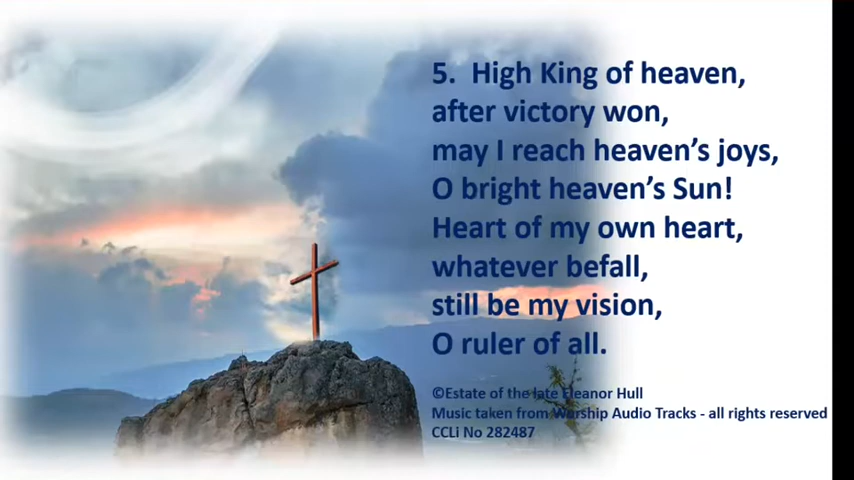 5.  High King of heaven,
after victory won,
may I reach heaven’s joys,
O bright heaven’s Sun!
Heart of my own heart,
whatever befall,
still be my vision,
O ruler of all.
©Estate of the late Eleanor Hull
Music taken from Worship Audio Tracks - all rights reserved
CCLi No 282487